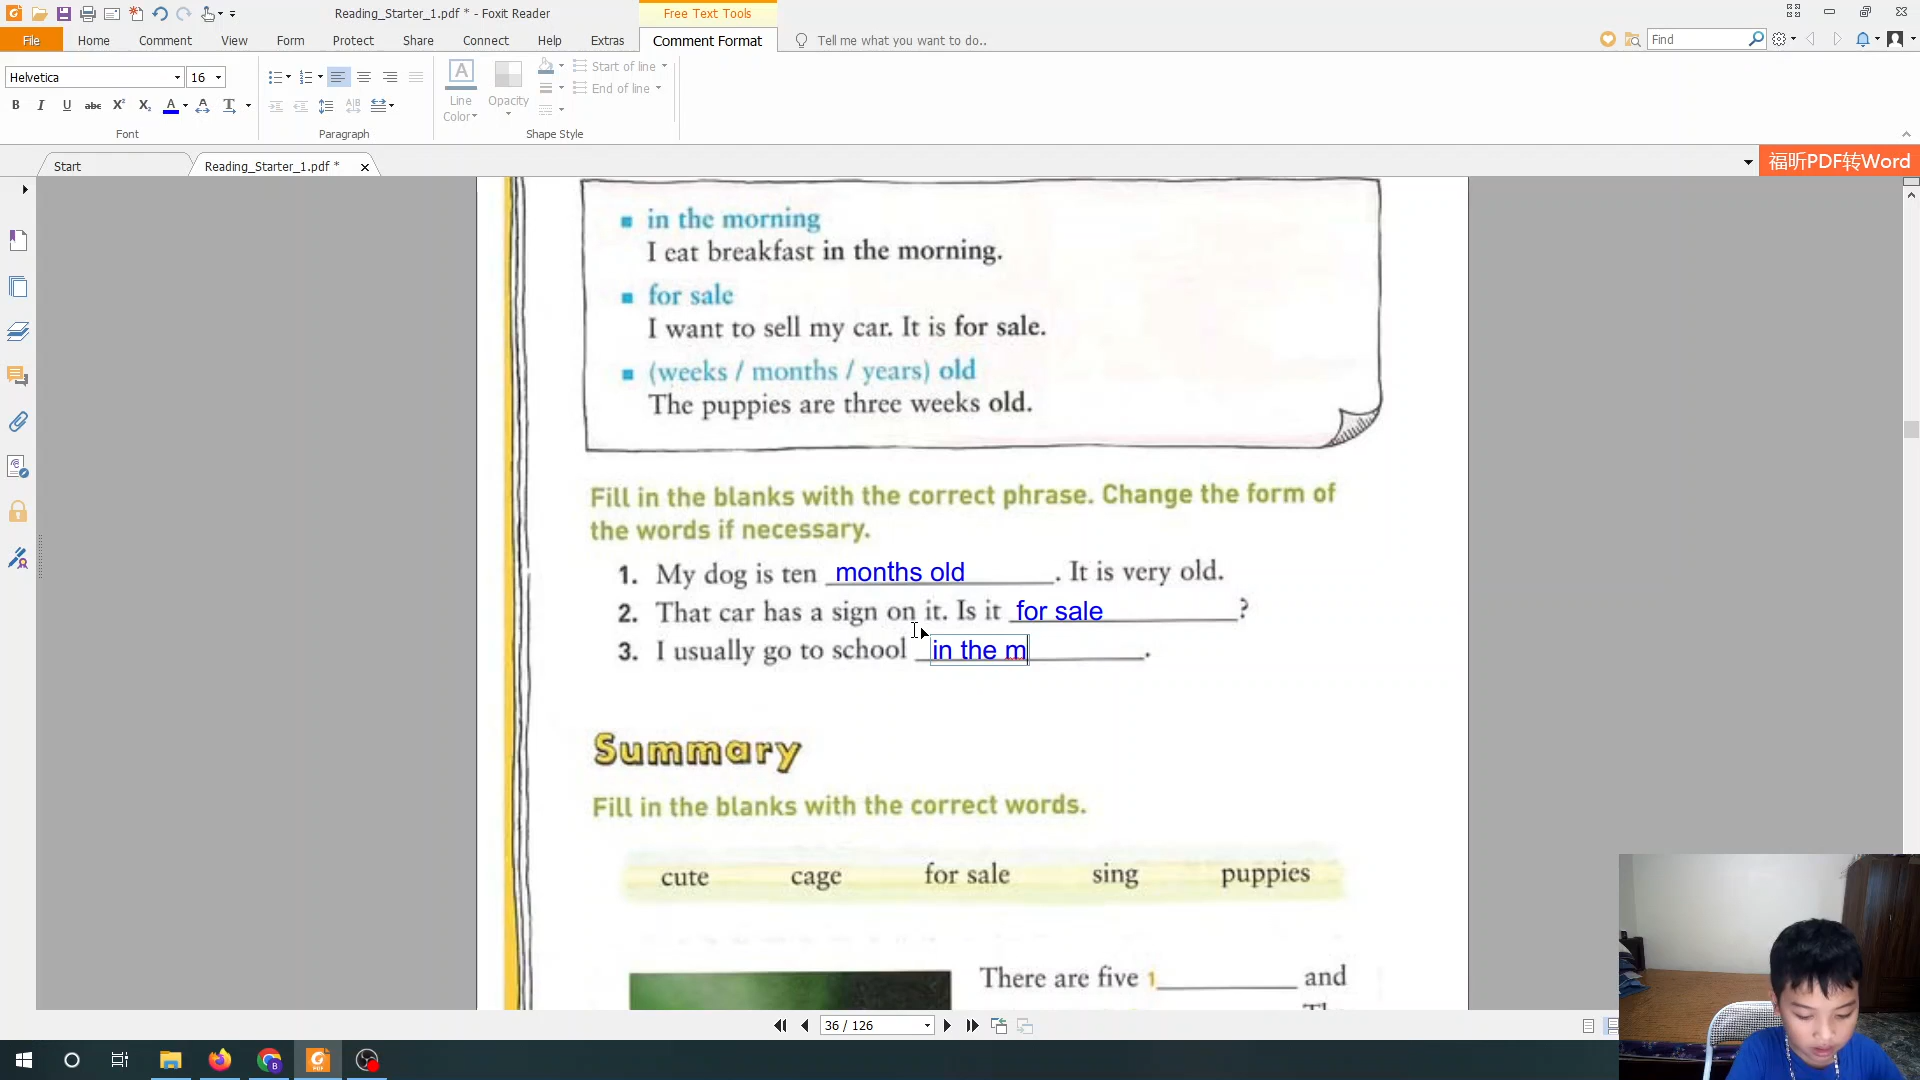 Reading_Starter_1.pdf * - Foxit Reader
Free Text Tools
File Home Comment View Form Protect Share Connect Help Extras Comment Format Tell me what you want to do.. Find
Helvetica 16
Line Color
Opacity
Start of line
End of line
Font Paragraph Shape Style
Start Reading_Starter_1.pdf * 福昕PDF转Word
in the morning
I eat breakfast in the morning.
for sale
I want to sell my car. It is for sale.
(weeks / months / years) old
The puppies are three weeks old.
Fill in the blanks with the correct phrase. Change the form of
the words if necessary.
1. My dog is ten months old. It is very old.
2. That car has a sign on it. Is it for sale?
3. I usually go to school in the m.
Summary
Fill in the blanks with the correct words.
cute cage for sale sing puppies
There are five 1 and
36 / 126